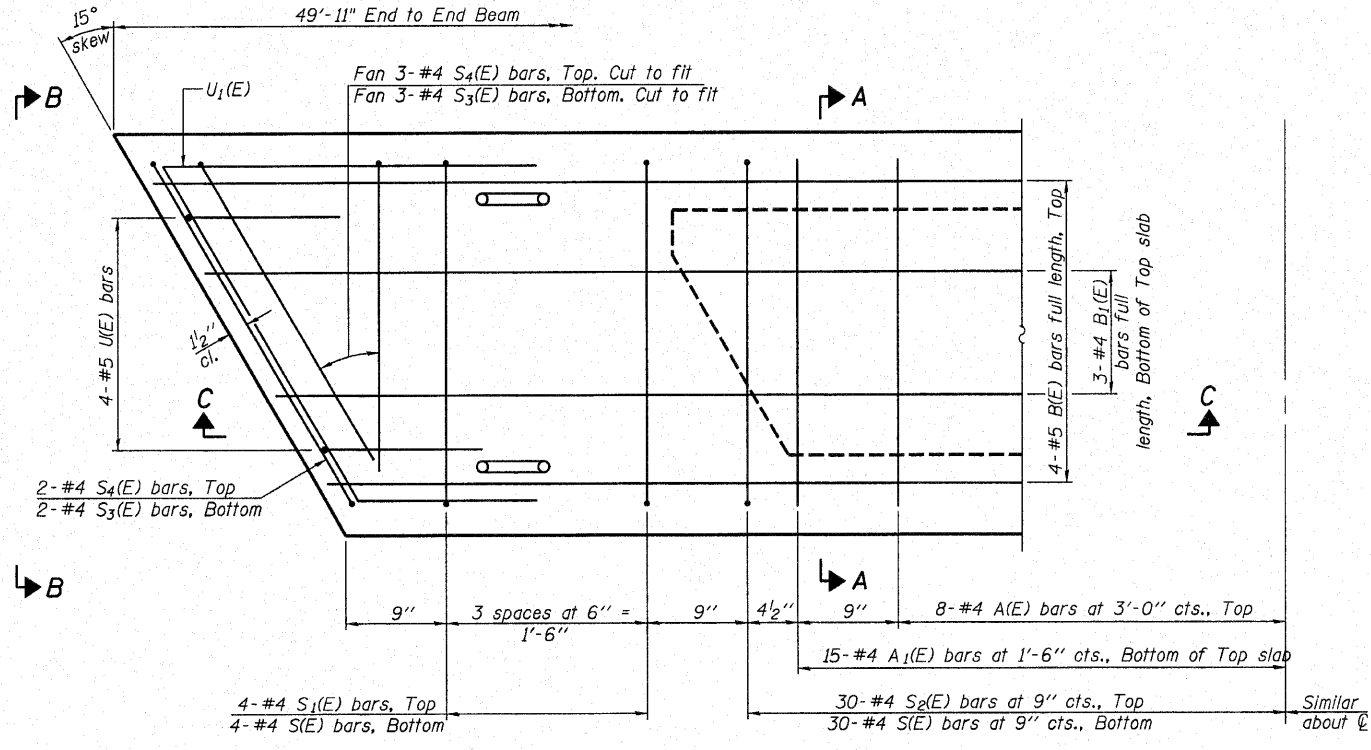 15°
skew
49'-11" End to End Beam
Fan 3-#4 S4(E) bars, Top. Cut to fit
Fan 3-#4 S3(E) bars, Bottom. Cut to fit
U1(E)
B
A
4-#5 U(E) bars
1½"
cl.
C
4-#5 B(E) bars full length, Top
3-#4 B1(E)
bars full
length, Bottom of Top slab
C
2-#4 S4(E) bars, Top
2-#4 S3(E) bars, Bottom
B
A
9"
3 spaces at 6" =
1'-6"
9"
4½"
9"
8-#4 A(E) bars at 3'-0" cts., Top
15-#4 A1(E) bars at 1'-6" cts., Bottom of Top slab
4-#4 S1(E) bars, Top
4-#4 S(E) bars, Bottom
30-#4 S2(E) bars at 9" cts., Top
30-#4 S(E) bars at 9" cts., Bottom
Similar
about ℄